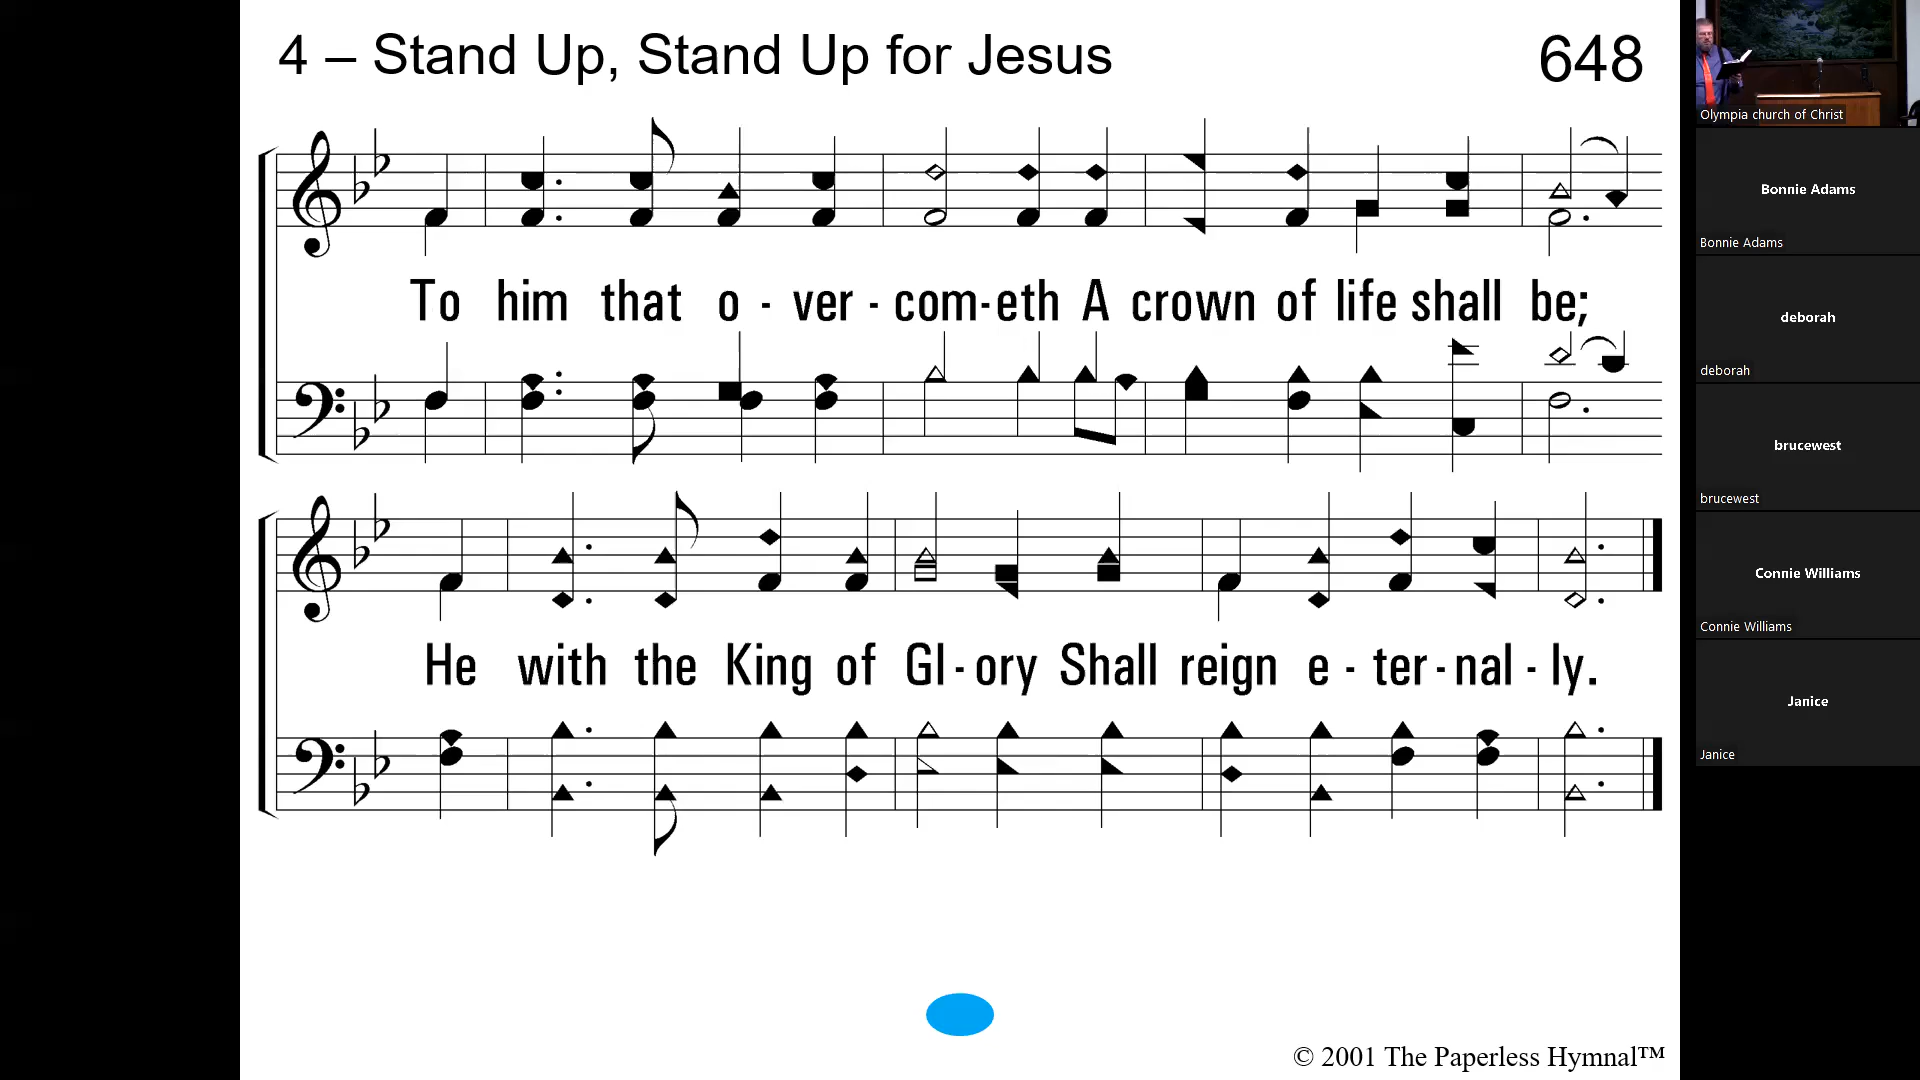 4 – Stand Up, Stand Up for Jesus
648
To him that o - ver - com-eth A crown of life shall be;
He with the King of Gl - ory Shall reign e - ter - nal - ly.
© 2001 The Paperless Hymnal™
Olympia church of Christ
Bonnie Adams
Bonnie Adams
deborah
deborah
brucewest
brucewest
Connie Williams
Connie Williams
Janice
Janice